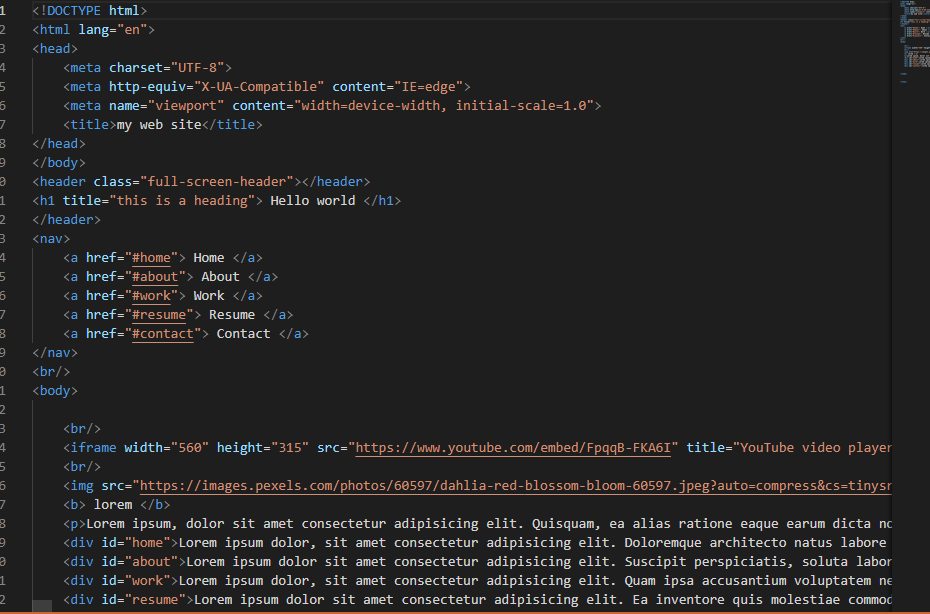 1 <!DOCTYPE html>
2 <html lang="en">
3 <head>
4 <meta charset="UTF-8">
5 <meta http-equiv="X-UA-Compatible" content="IE=edge">
6 <meta name="viewport" content="width=device-width, initial-scale=1.0">
7 <title>my web site</title>
8 </head>
9 </body>
0 <header class="full-screen-header"></header>
1 <h1 title="this is a heading"> Hello world </h1>
2 </header>
3 <nav>
4 <a href="#home"> Home </a>
5 <a href="#about"> About </a>
6 <a href="#work"> Work </a>
7 <a href="#resume"> Resume </a>
8 <a href="#contact"> Contact </a>
9 </nav>
0 <br/>
1 <body>
2
3 <br/>
4 <iframe width="560" height="315" src="https://www.youtube.com/embed/FpqqB-FKA6I" title="YouTube video player
5 <br/>
6 <img src="https://images.pexels.com/photos/60597/dahlia-red-blossom-bloom-60597.jpeg?auto=compress&cs=tinysr
7 <b> lorem </b>
8 <p>Lorem ipsum, dolor sit amet consectetur adipisicing elit. Quisquam, ea alias ratione eaque earum dicta no
9 <div id="home">Lorem ipsum dolor, sit amet consectetur adipisicing elit. Doloremque architecto natus labore
0 <div id="about">Lorem ipsum dolor, sit amet consectetur adipisicing elit. Suscipit perspiciatis, soluta labor
1 <div id="work">Lorem ipsum dolor, sit amet consectetur adipisicing elit. Quam ipsa accusantium voluptatem ne
2 <div id="resume">Lorem ipsum dolor, sit amet consectetur adipisicing elit. Ea inventore quis molestiae commod